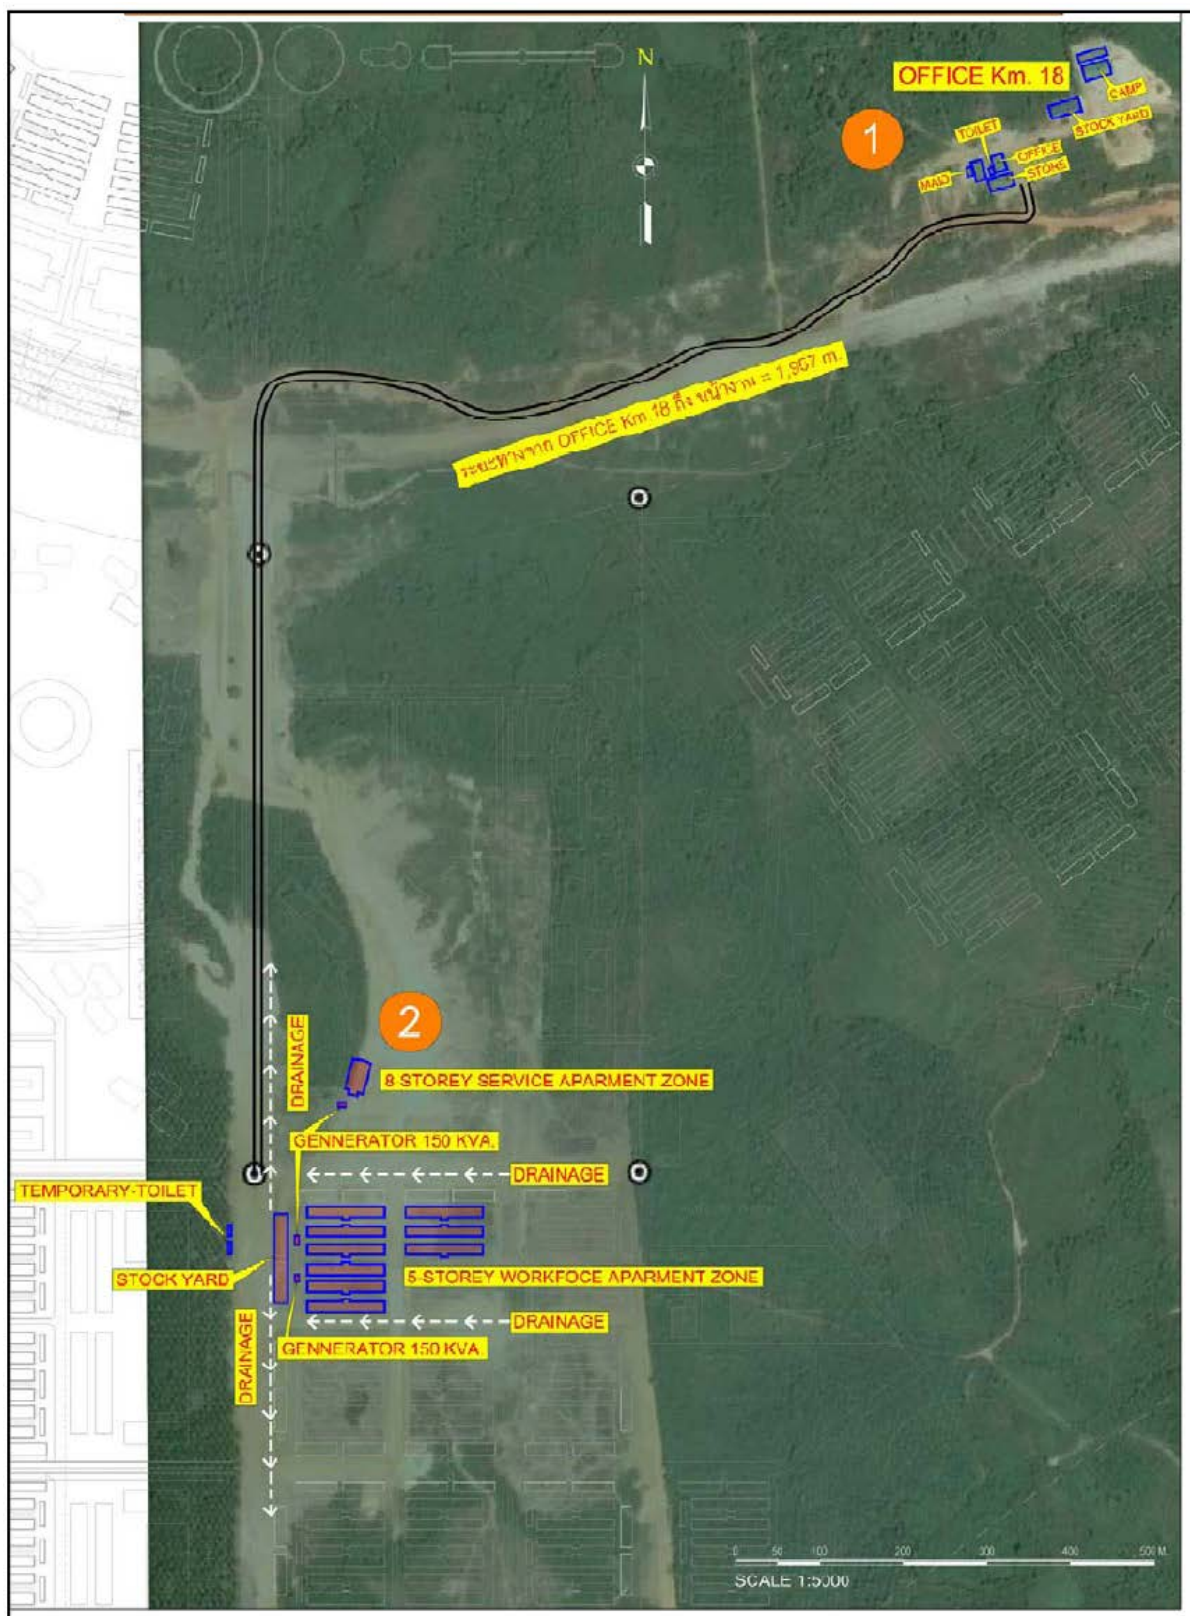 N
OFFICE Km. 18
CAMP
STOCK YARD
1
TOILET
OFFICE
MAID
STORE
ระยะทางจาก OFFICE Km.18 ถึง หน้างาน = 1,967 m.
2
DRAINAGE
8-STOREY SERVICE APARMENT ZONE
GENNERATOR 150 KVA.
DRAINAGE
TEMPORARY-TOILET
STOCK YARD
5-STOREY WORKFOCE APARMENT ZONE
DRAINAGE
DRAINAGE
GENNERATOR 150 KVA.
0 50 100 200 300 400 500 M.
SCALE 1:5000